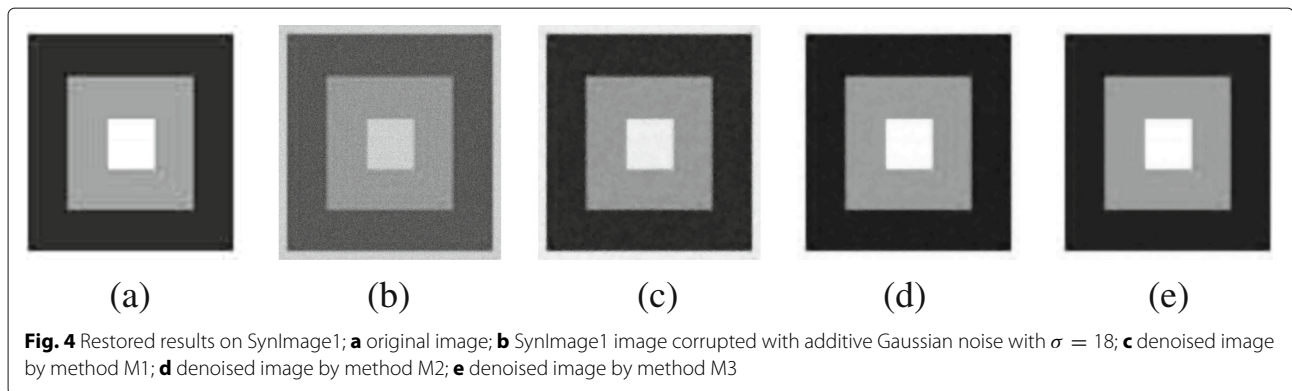 (a) (b) (c) (d) (e)
Fig. 4 Restored results on SynImage1; a original image; b SynImage1 image corrupted with additive Gaussian noise with σ = 18; c denoised image
by method M1; d denoised image by method M2; e denoised image by method M3